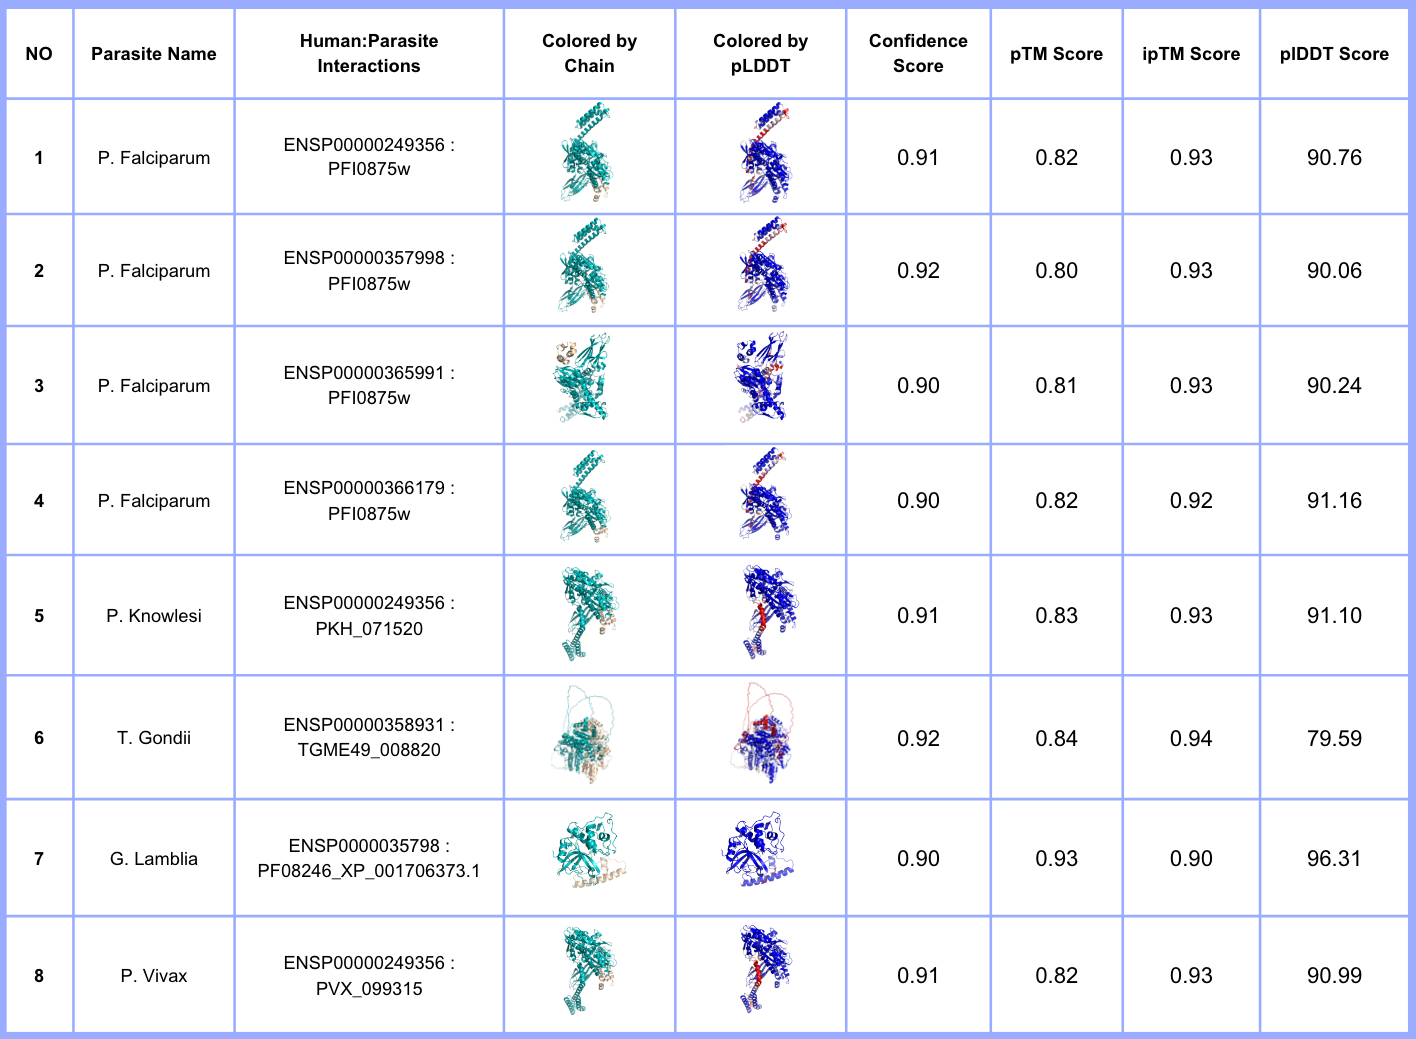 NO
Parasite Name
Human:Parasite
Interactions
Colored by
Chain
Colored by
pLDDT
Confidence
Score
pTM Score
ipTM Score
plDDT Score
1
P. Falciparum
ENSP00000249356 :
PFI0875w
0.91
0.82
0.93
90.76
2
P. Falciparum
ENSP00000357998 :
PFI0875w
0.92
0.80
0.93
90.06
3
P. Falciparum
ENSP00000365991 :
PFI0875w
0.90
0.81
0.93
90.24
4
P. Falciparum
ENSP00000366179 :
PFI0875w
0.90
0.82
0.92
91.16
5
P. Knowlesi
ENSP00000249356 :
PKH_071520
0.91
0.83
0.93
91.10
6
T. Gondii
ENSP00000358931 :
TGME49_008820
0.92
0.84
0.94
79.59
7
G. Lamblia
ENSP0000035798 :
PF08246_XP_001706373.1
0.90
0.93
0.90
96.31
8
P. Vivax
ENSP00000249356 :
PVX_099315
0.91
0.82
0.93
90.99